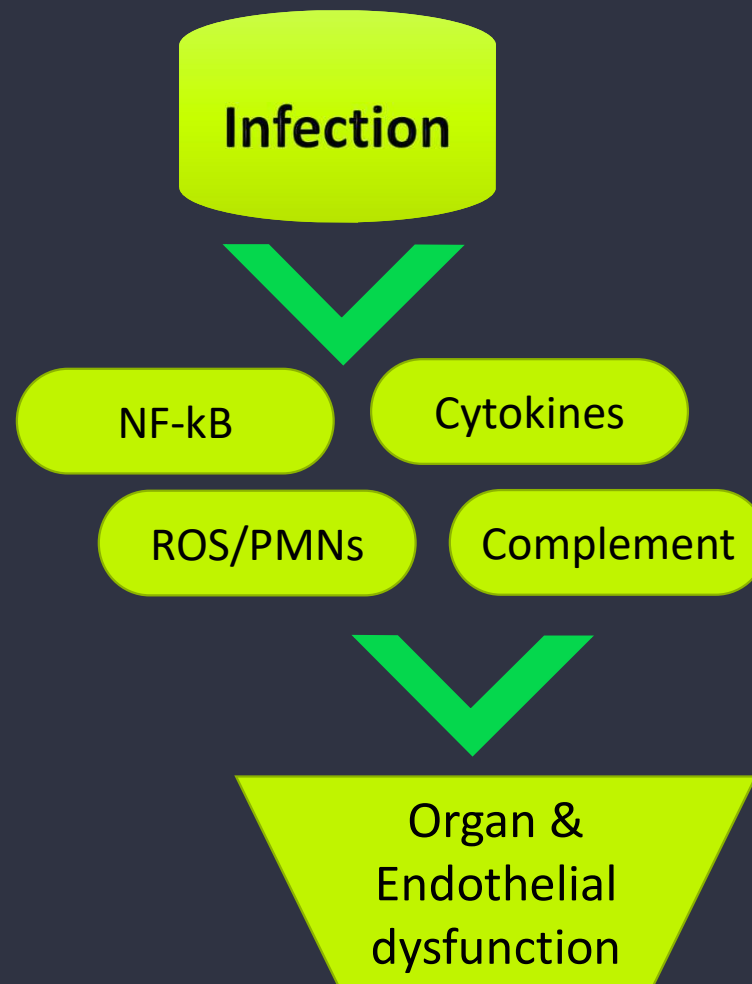 Infection
NF-kB
Cytokines
ROS/PMNs
Complement
Organ &
Endothelial
dysfunction